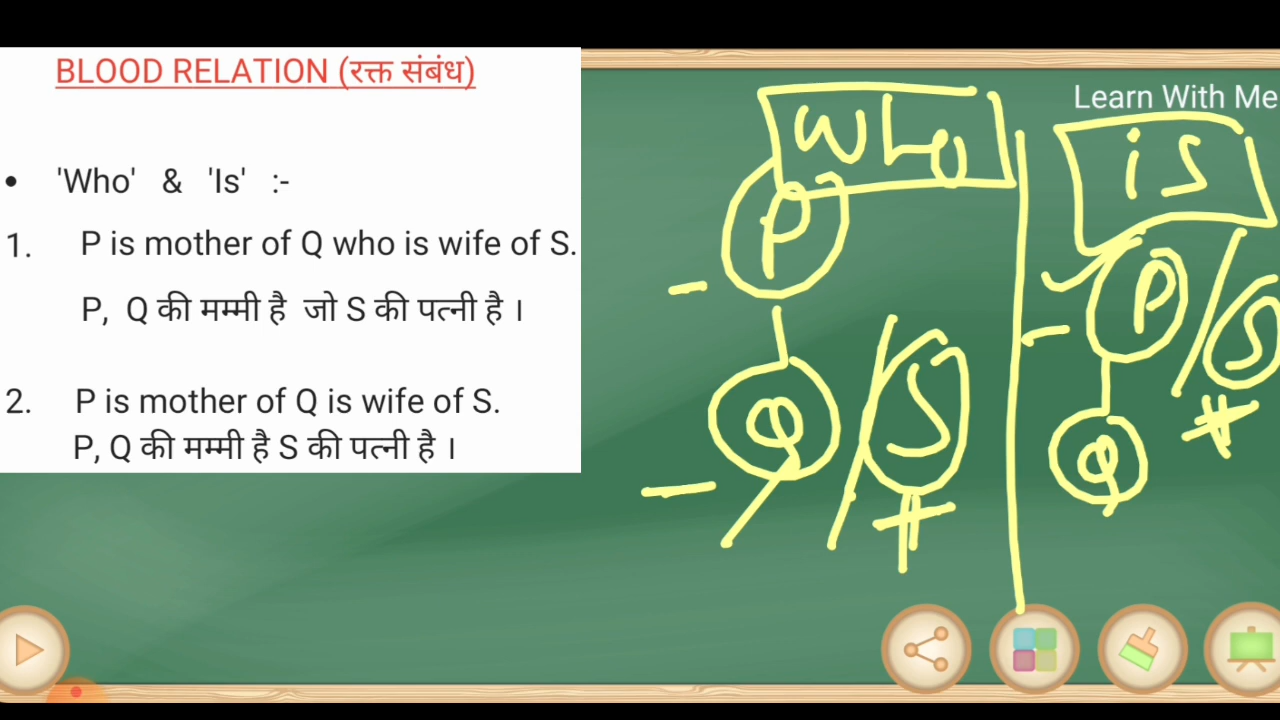 BLOOD RELATION (रक्त संबंध)
• 'Who' & 'Is' :-
1. P is mother of Q who is wife of S.
P, Q की मम्मी है जो S की पत्नी है ।
2. P is mother of Q is wife of S.
P, Q की मम्मी है S की पत्नी है ।
Learn With Me
who
P
-
Q / S
- +
is
P / S
- +
Q